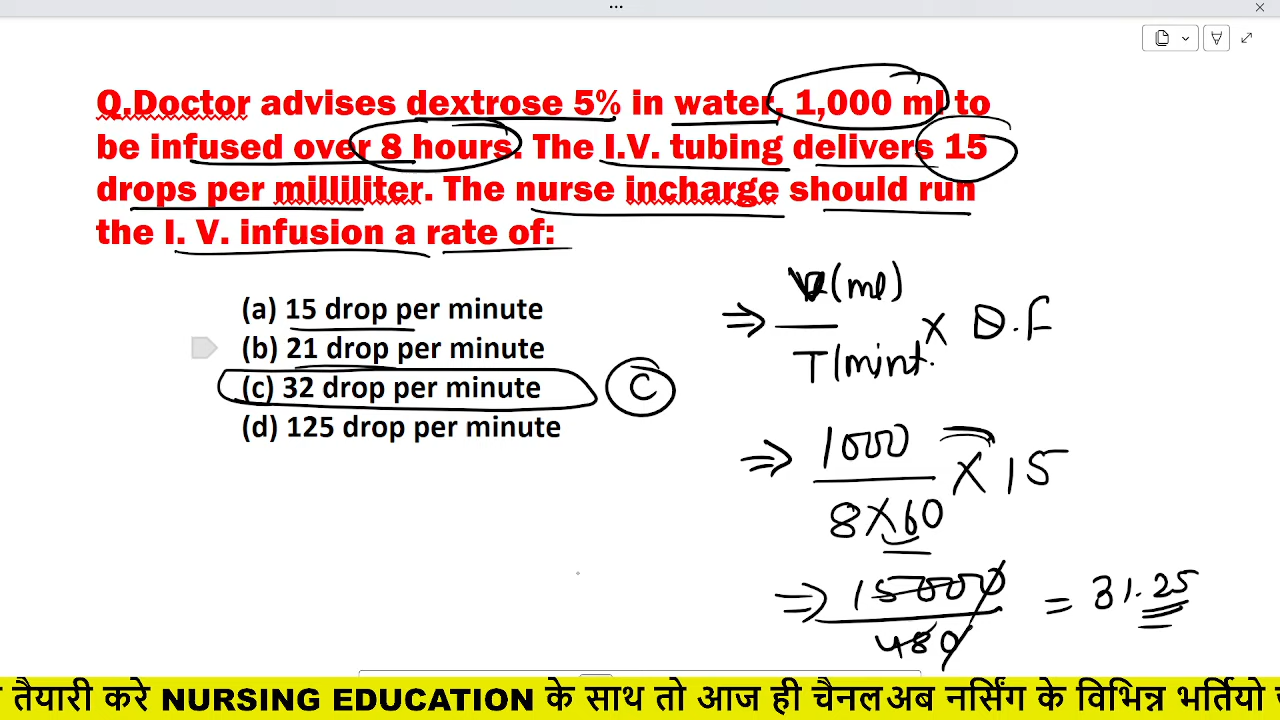 Q.Doctor advises dextrose 5% in water, 1,000 ml to
be infused over 8 hours. The I.V. tubing delivers 15
drops per milliliter. The nurse incharge should run
the I. V. infusion a rate of:
(a) 15 drop per minute
(b) 21 drop per minute
(c) 32 drop per minute
(d) 125 drop per minute
C
⇒ V(ml)
T(mint. × D.F
⇒ 1000
8×60 × 15
⇒ 15000
480 = 31.25
तैयारी करे NURSING EDUCATION के साथ तो आज ही चैनलअब नर्सिंग के विभिन्न भर्तियो